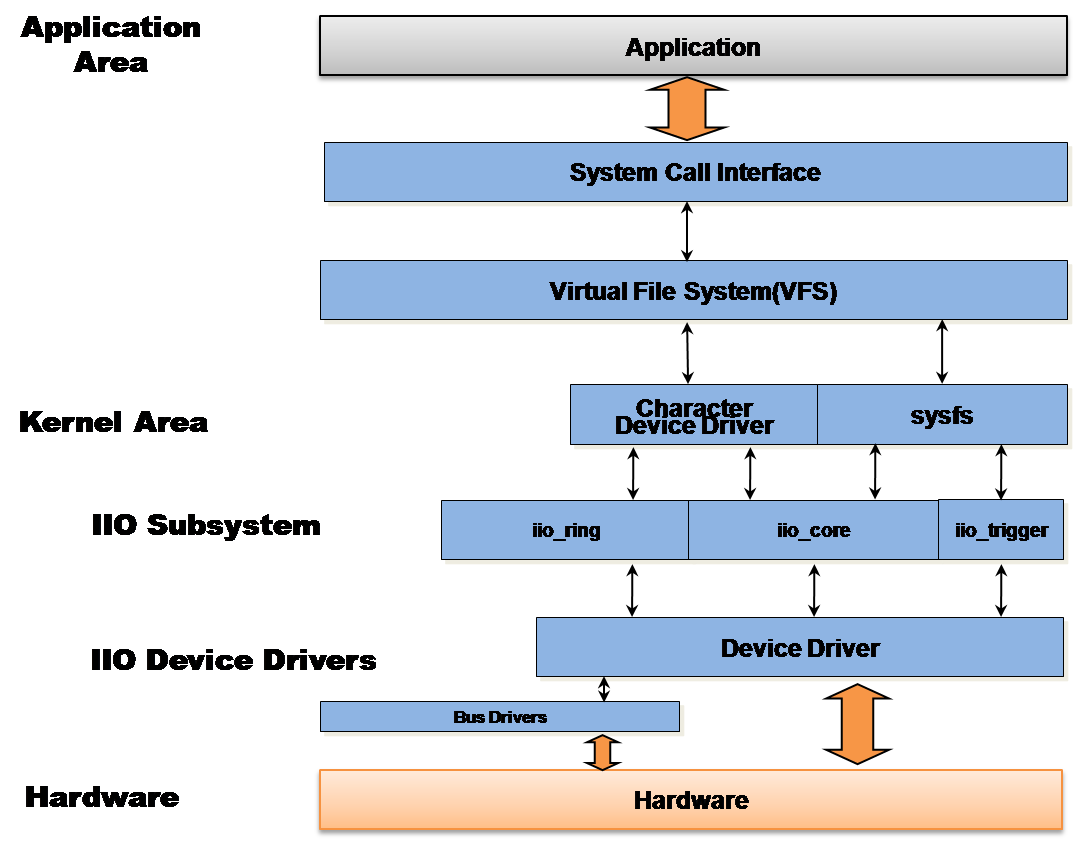 Application
Area
Application
System Call Interface
Virtual File System(VFS)
Kernel Area
Character
Device Driver
sysfs
IIO Subsystem
iio_ring
iio_core
iio_trigger
IIO Device Drivers
Device Driver
Bus Drivers
Hardware
Hardware